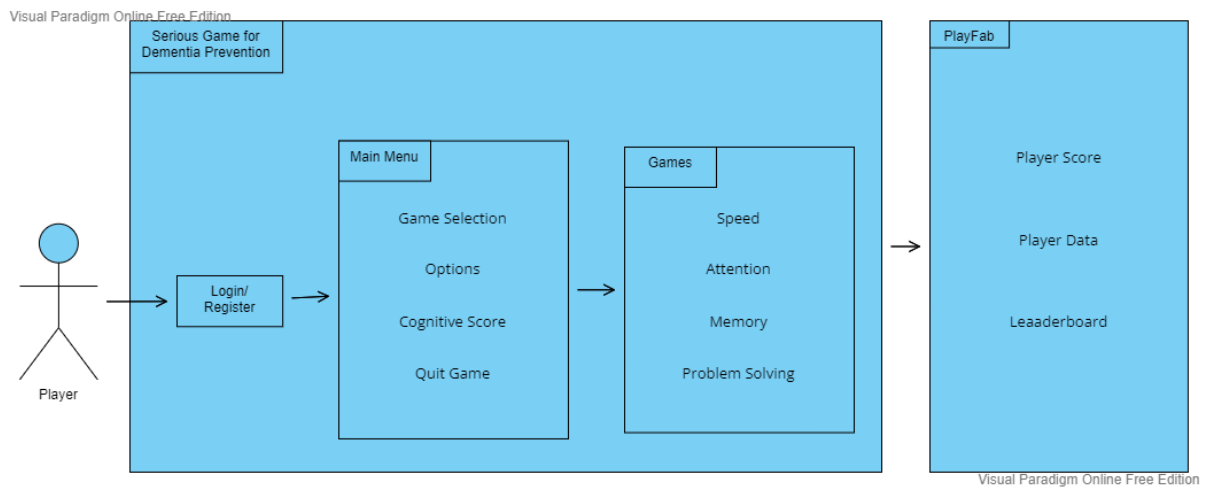 Visual Paradigm Online Free Edition
Serious Game for
Dementia Prevention
PlayFab
Main Menu
Game Selection
Options
Cognitive Score
Quit Game
Games
Speed
Attention
Memory
Problem Solving
Player Score
Player Data
Leaaderboard
Login/
Register
Player
Visual Paradigm Online Free Edition